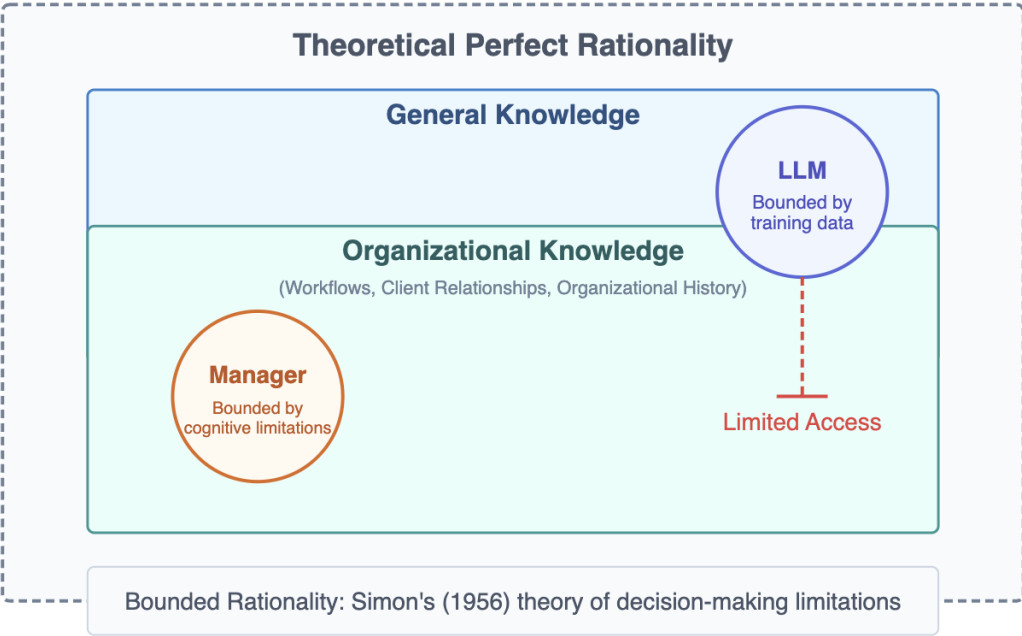 Theoretical Perfect Rationality
General Knowledge
LLM
Bounded by
training data
Organizational Knowledge
(Workflows, Client Relationships, Organizational History)
Manager
Bounded by
cognitive limitations
Limited Access
Bounded Rationality: Simon's (1956) theory of decision-making limitations